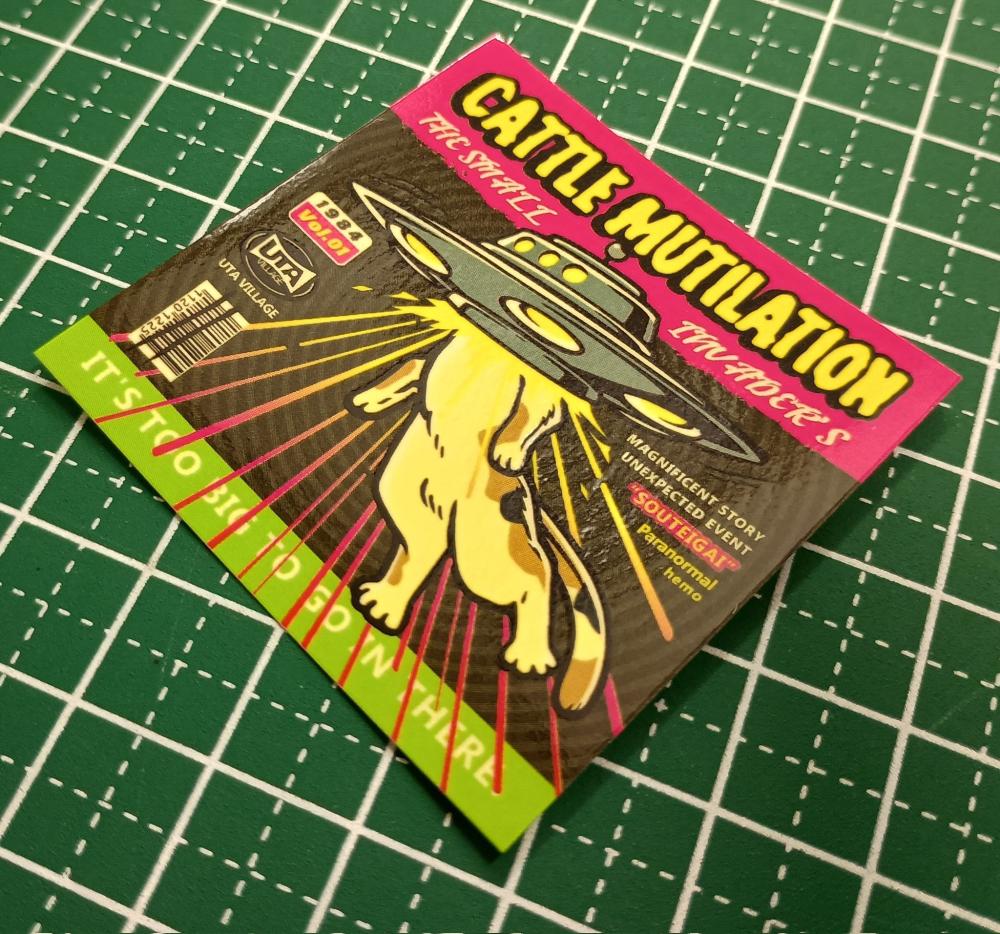 CATTLE MUTILATION
THE SMALL INVADER'S
1984
Vol.01
UTA
VILLAGE
UTA VILLAGE
MAGNIFICENT STORY
UNEXPECTED EVENT
"SOUTEIGAI"
Paranormal
hemo
IT'S TOO BIG TO GO IN THERE